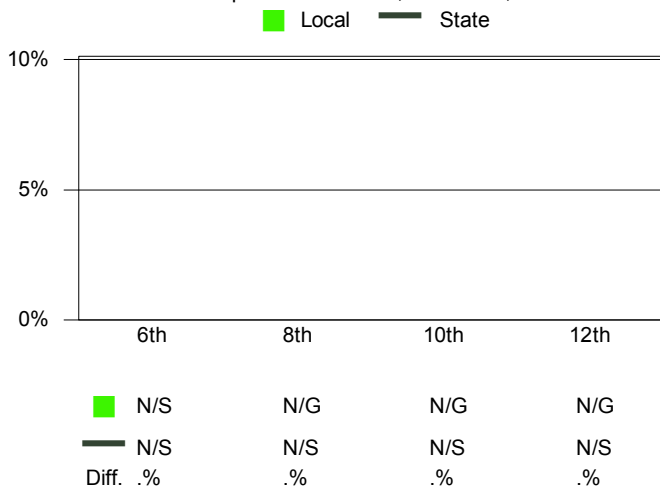 Local State
10%
5%
0%
6th 8th 10th 12th
N/S N/G N/G N/G
N/S N/S N/S N/S
Diff. .% .% .% .%